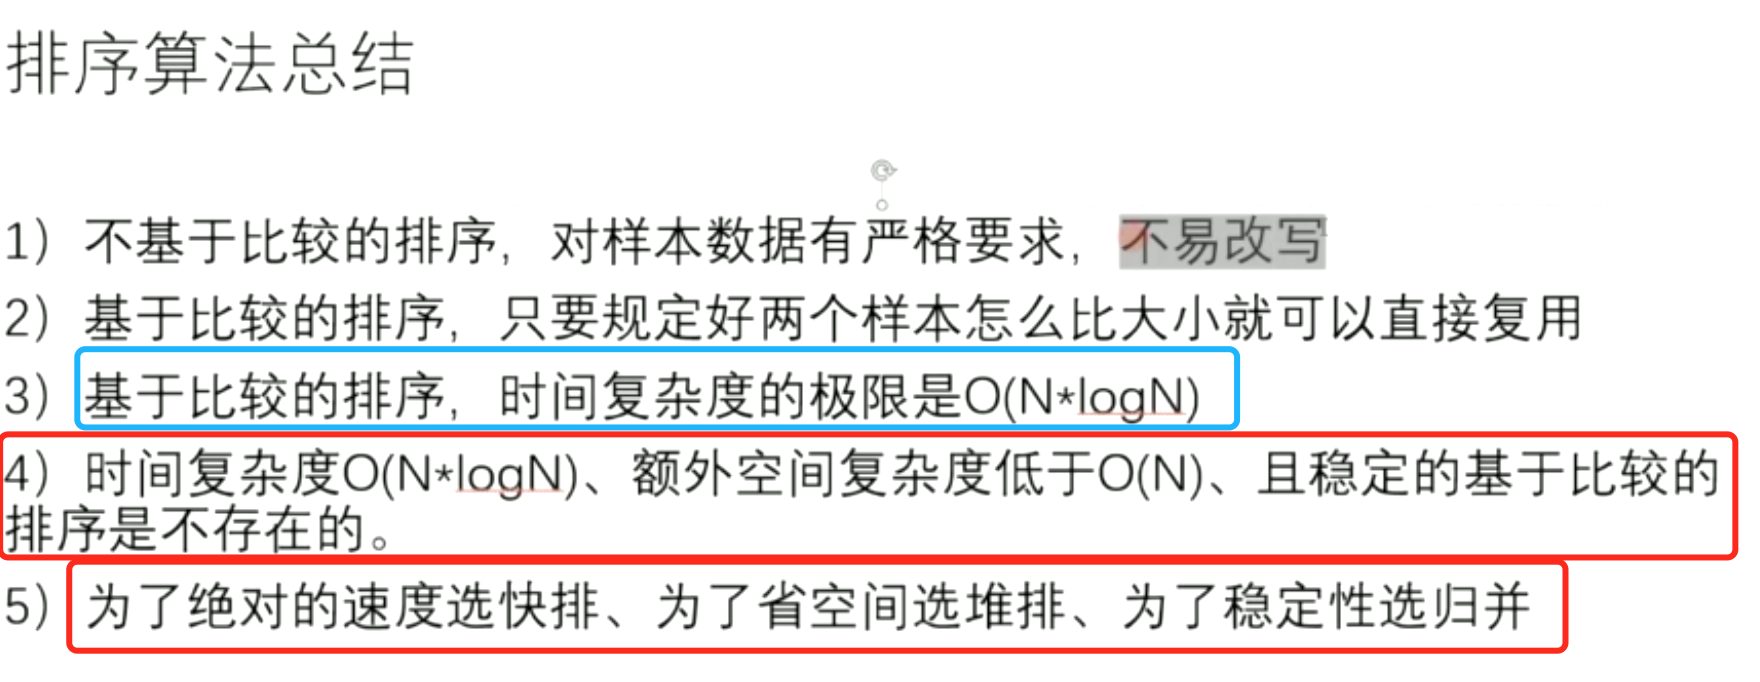 排序算法总结
1）不基于比较的排序，对样本数据有严格要求，不易改写
2）基于比较的排序，只要规定好两个样本怎么比大小就可以直接复用
3）基于比较的排序，时间复杂度的极限是O(N*logN)
4）时间复杂度O(N*logN)、额外空间复杂度低于O(N)、且稳定的基于比较的
排序是不存在的。
5）为了绝对的速度选快排、为了省空间选堆排、为了稳定性选归并